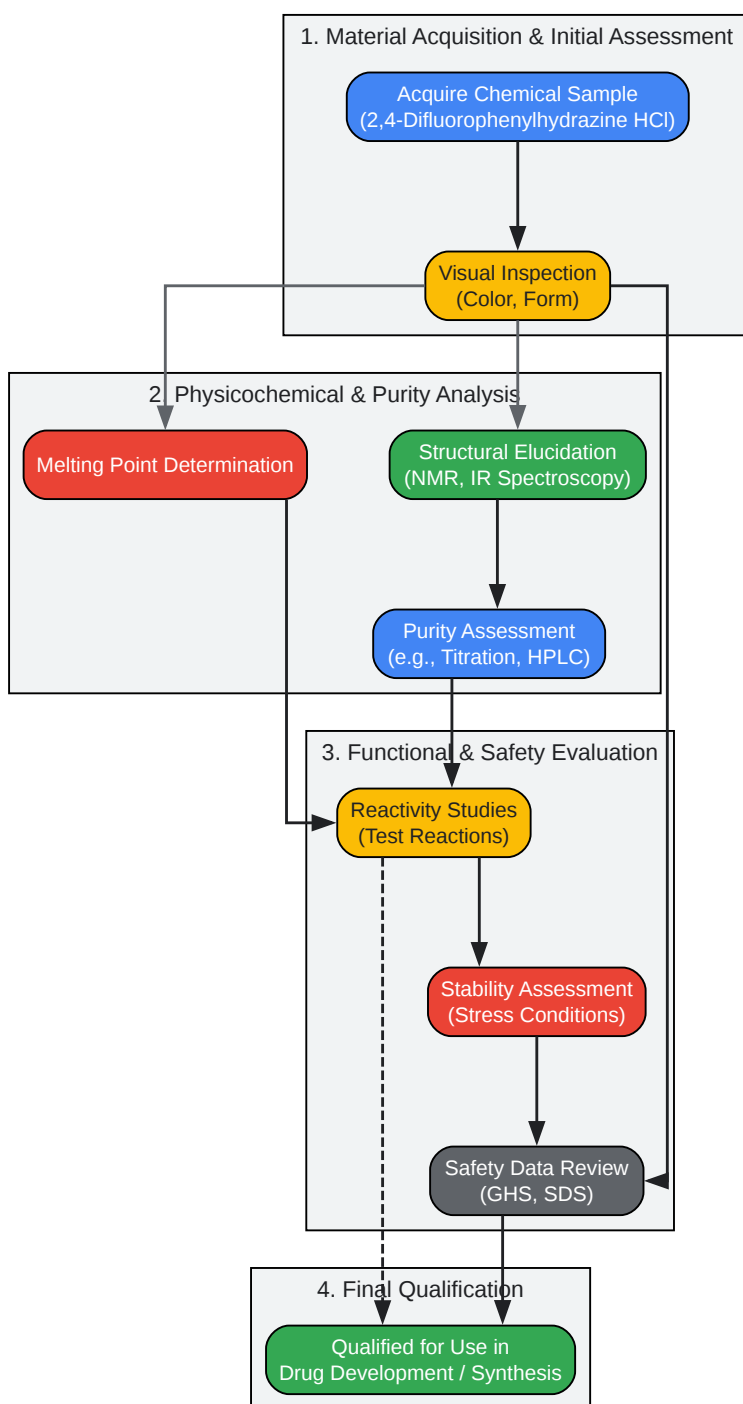 1. Material Acquisition & Initial Assessment
Acquire Chemical Sample
(2,4-Difluorophenylhydrazine HCl)
Visual Inspection
(Color, Form)
2. Physicochemical & Purity Analysis
Melting Point Determination
Structural Elucidation
(NMR, IR Spectroscopy)
Purity Assessment
(e.g., Titration, HPLC)
3. Functional & Safety Evaluation
Reactivity Studies
(Test Reactions)
Stability Assessment
(Stress Conditions)
Safety Data Review
(GHS, SDS)
4. Final Qualification
Qualified for Use in
Drug Development / Synthesis